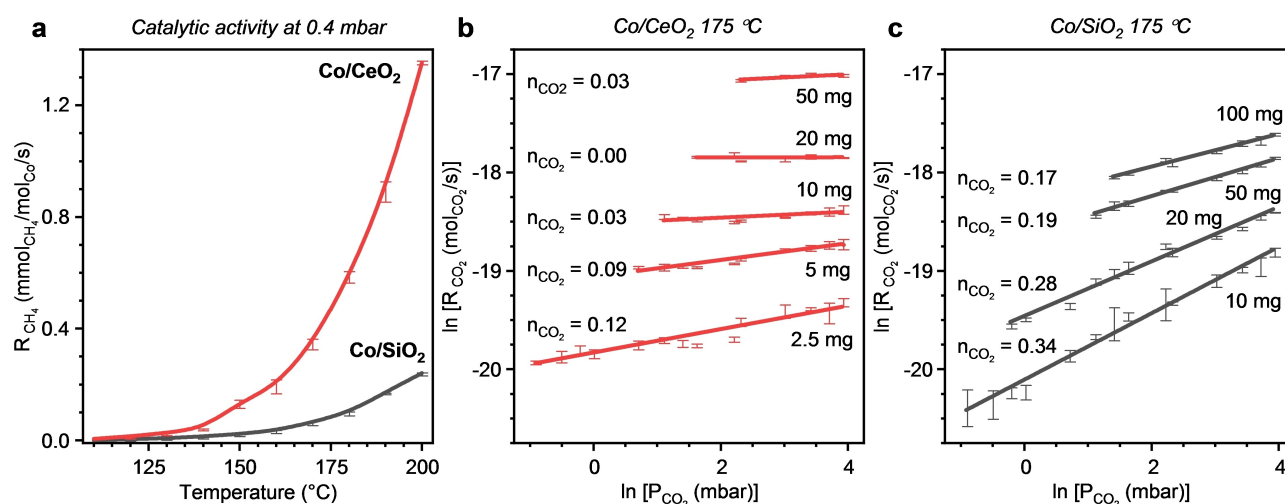 a
Catalytic activity at 0.4 mbar
R_CH₄ (mmol_CH₄/mol_Co/s)
1.2
0.8
0.4
0.0
Co/CeO₂
Co/SiO₂
125
150
175
200
Temperature (°C)
b
Co/CeO₂ 175 °C
ln [R_CO₂ (mol_CO₂/s)]
-17
-18
-19
-20
n_CO2 = 0.03
50 mg
20 mg
n_CO₂ = 0.00
10 mg
n_CO₂ = 0.03
n_CO₂ = 0.09
5 mg
n_CO₂ = 0.12
2.5 mg
0
2
4
ln [P_CO₂ (mbar)]
c
Co/SiO₂ 175 °C
ln [R_CO₂ (mol_CO₂/s)]
-17
-18
-19
-20
100 mg
n_CO₂ = 0.17
50 mg
n_CO₂ = 0.19
20 mg
n_CO₂ = 0.28
10 mg
n_CO₂ = 0.34
0
2
4
ln [P_CO₂ (mbar)]